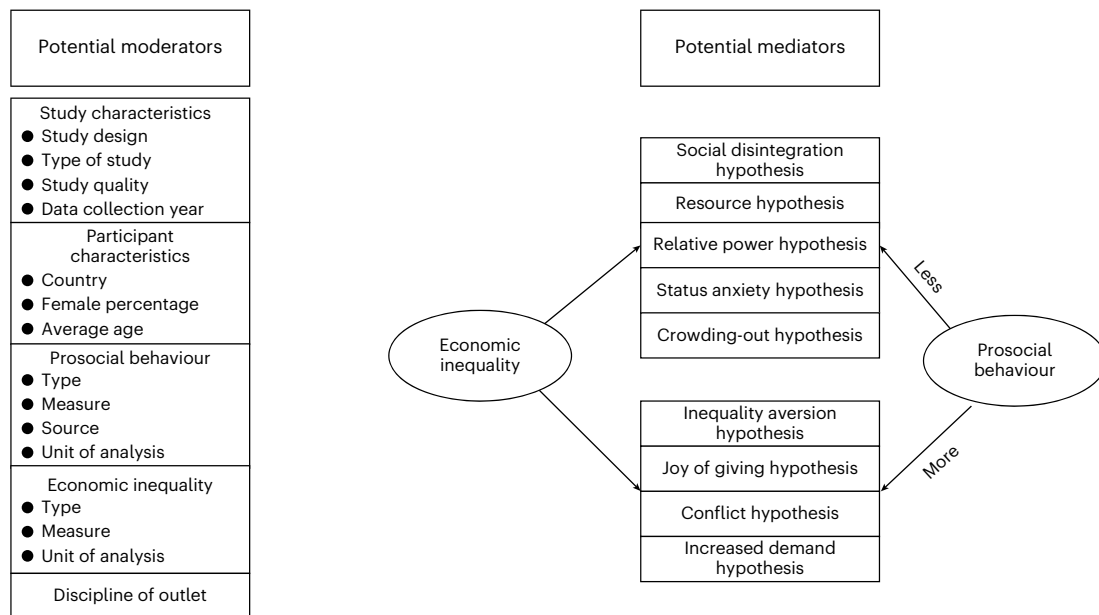 Potential moderators
Study characteristics
● Study design
● Type of study
● Study quality
● Data collection year
Participant
characteristics
● Country
● Female percentage
● Average age
Prosocial behaviour
● Type
● Measure
● Source
● Unit of analysis
Economic inequality
● Type
● Measure
● Unit of analysis
Discipline of outlet
Potential mediators
Economic
inequality
Social disintegration
hypothesis
Resource hypothesis
Relative power hypothesis
Status anxiety hypothesis
Crowding-out hypothesis
Inequality aversion
hypothesis
Joy of giving hypothesis
Conflict hypothesis
Increased demand
hypothesis
Less
More
Prosocial
behaviour